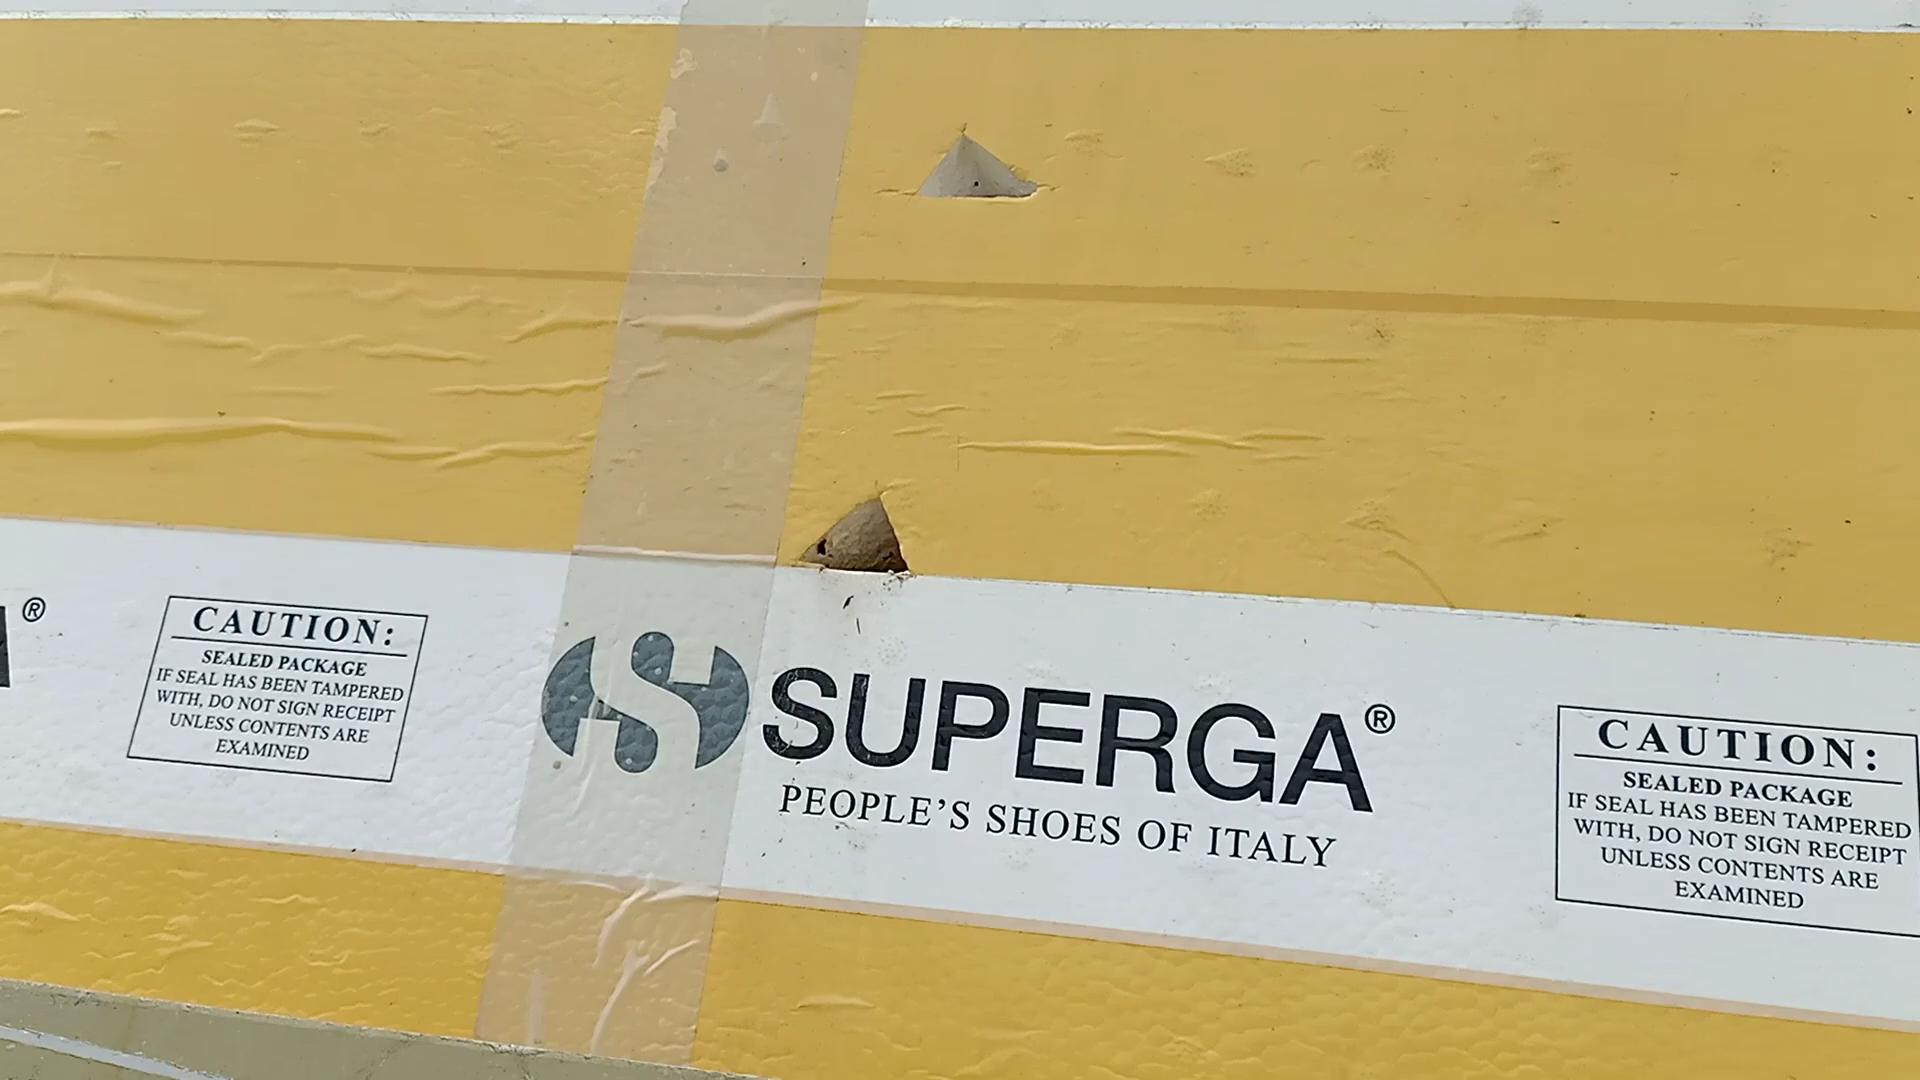 ®
CAUTION:
SEALED PACKAGE
IF SEAL HAS BEEN TAMPERED
WITH, DO NOT SIGN RECEIPT
UNLESS CONTENTS ARE
EXAMINED
SUPERGA®
PEOPLE'S SHOES OF ITALY
CAUTION:
SEALED PACKAGE
IF SEAL HAS BEEN TAMPERED
WITH, DO NOT SIGN RECEIPT
UNLESS CONTENTS ARE
EXAMINED